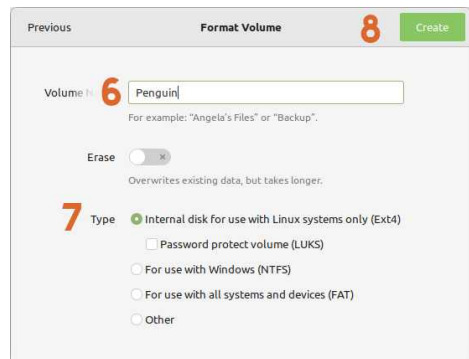 Previous Format Volume 8 Create
Volume N 6 Penguin
For example: “Angela’s Files” or “Backup”.
Erase
Overwrites existing data, but takes longer.
7 Type Internal disk for use with Linux systems only (Ext4)
Password protect volume (LUKS)
For use with Windows (NTFS)
For use with all systems and devices (FAT)
Other